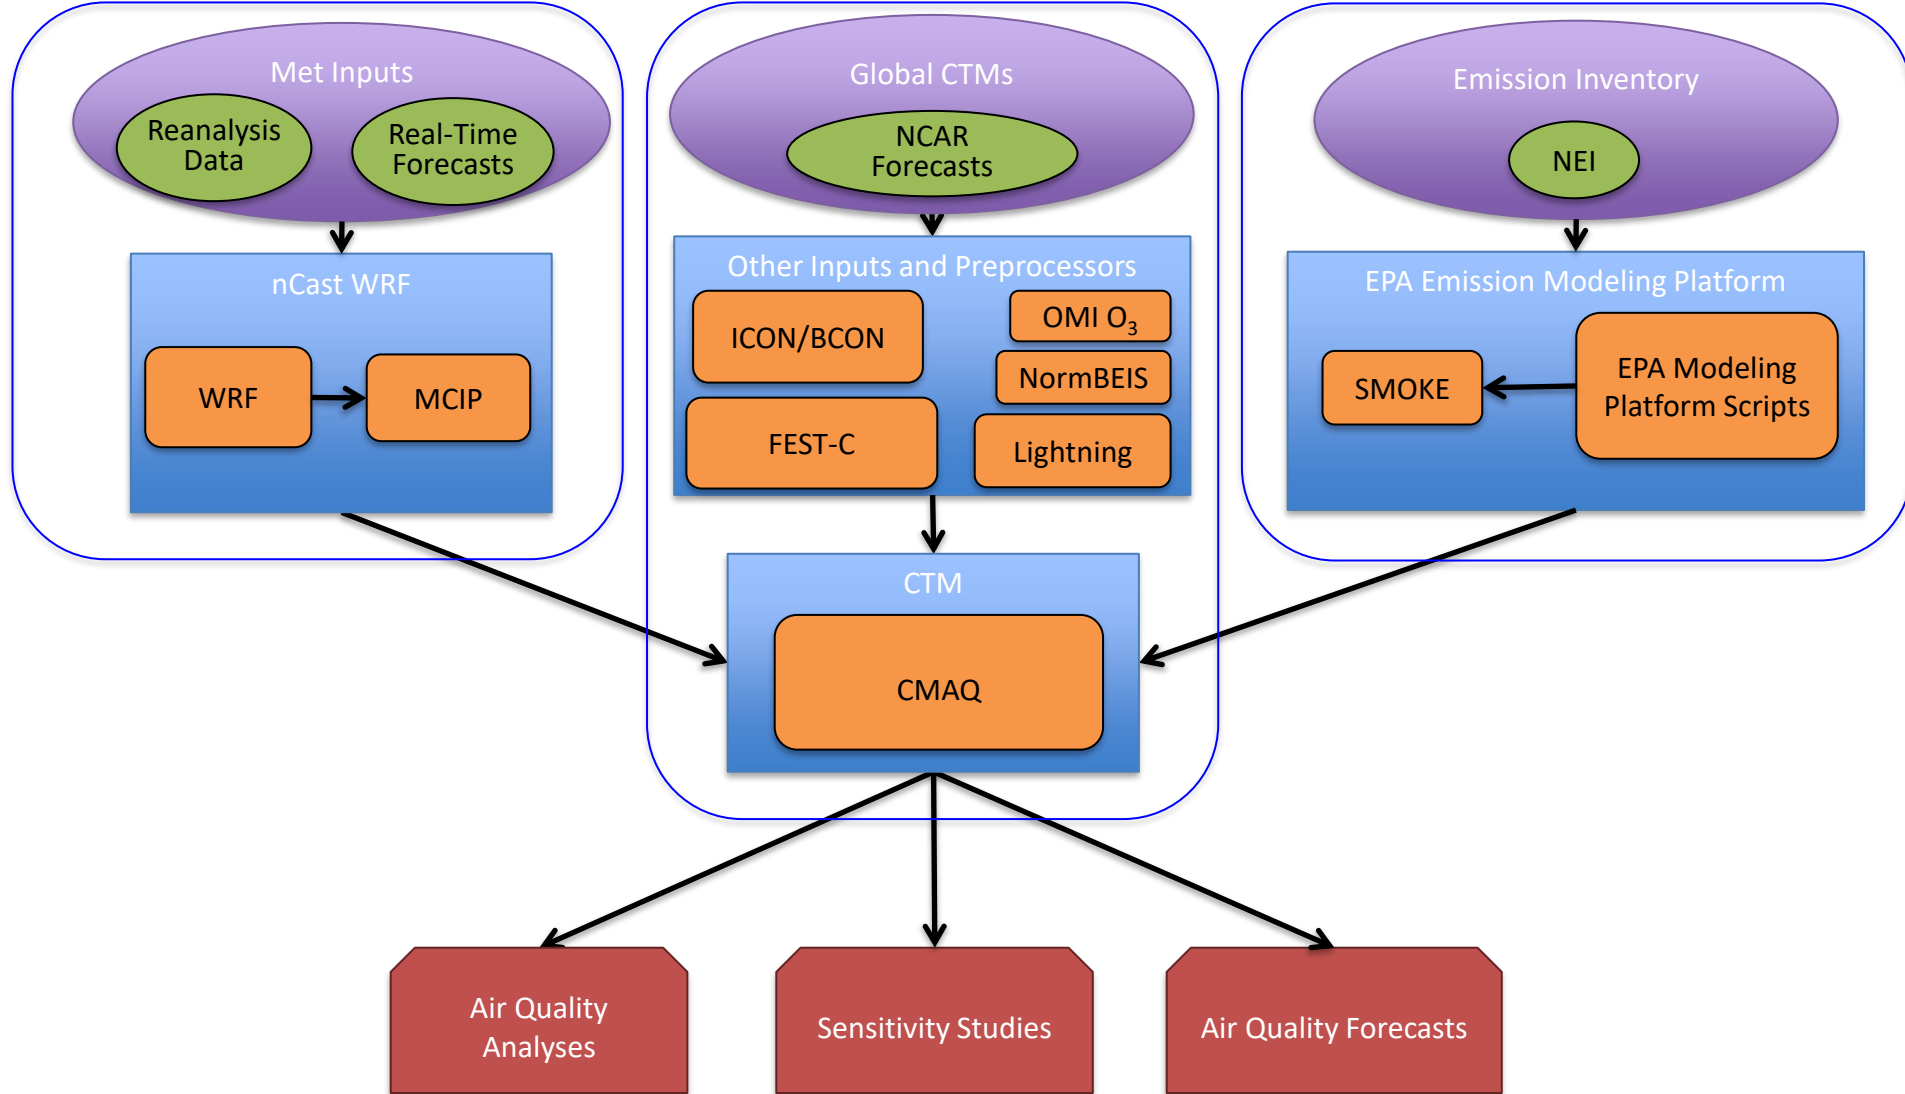 Met Inputs
Reanalysis
Data
Real-Time
Forecasts
nCast WRF
WRF
MCIP
Global CTMs
NCAR
Forecasts
Other Inputs and Preprocessors
ICON/BCON
OMI O₃
NormBEIS
FEST-C
Lightning
CTM
CMAQ
Emission Inventory
NEI
EPA Emission Modeling Platform
SMOKE
EPA Modeling
Platform Scripts
Air Quality
Analyses
Sensitivity Studies
Air Quality Forecasts